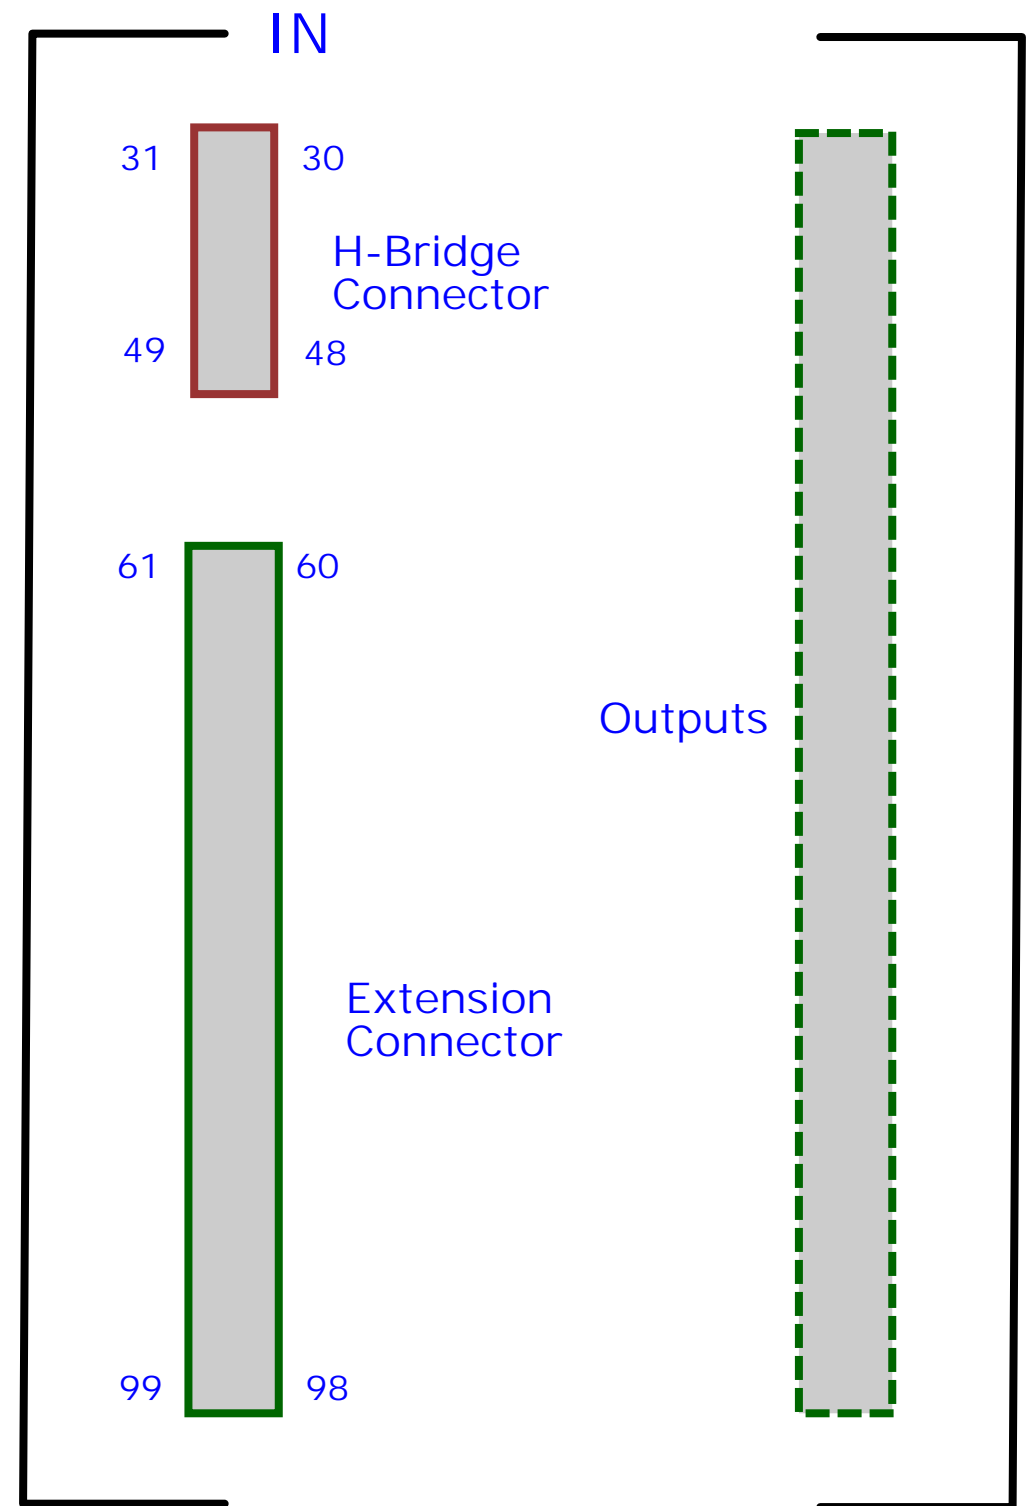 IN
31 30
H-Bridge
Connector
49 48
61 60
Outputs
Extension
Connector
99 98